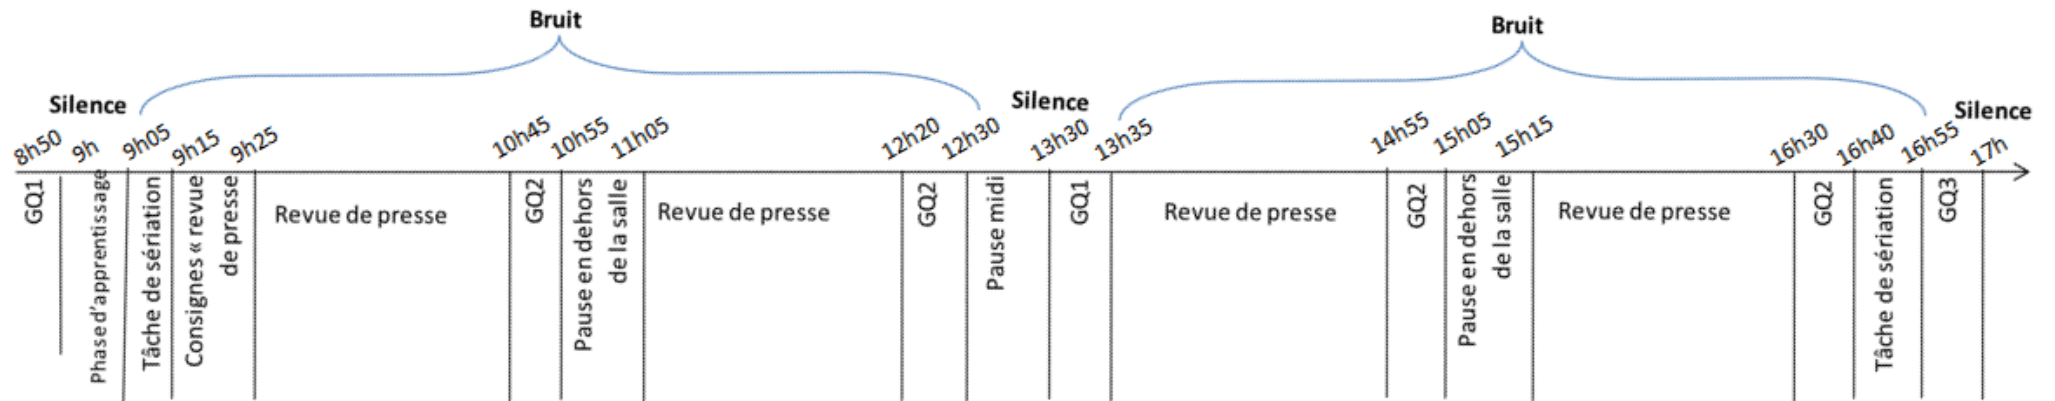 Bruit
Bruit
Silence
Silence
Silence
8h50
9h
9h05
9h15
9h25
10h45
10h55
11h05
12h20
12h30
13h30
13h35
14h55
15h05
15h15
16h30
16h40
16h55
17h
GQ1
Phase d'apprentissage
Tâche de sériation
Consignes « revue
de presse
Revue de presse
GQ2
Pause en dehors
de la salle
Revue de presse
GQ2
Pause midi
GQ1
Revue de presse
GQ2
Pause en dehors
de la salle
Revue de presse
GQ2
Tâche de sériation
GQ3